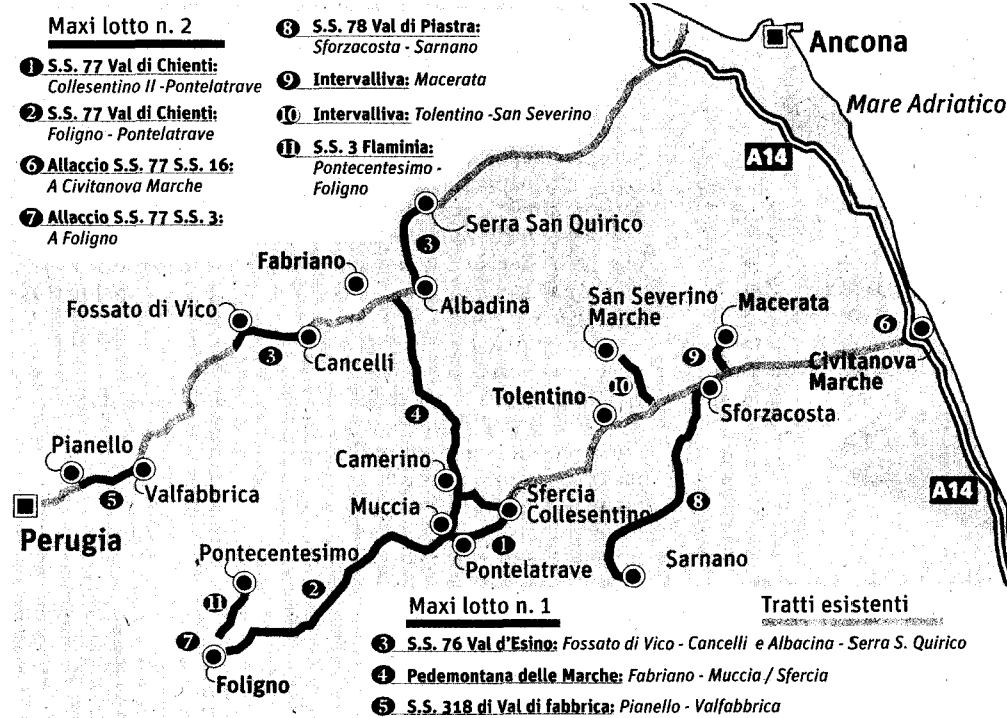 Maxi lotto n. 2
1 S.S. 77 Val di Chienti:
Collesentino II -Pontelatrave
2 S.S. 77 Val di Chienti:
Foligno - Pontelatrave
6 Allaccio S.S. 77 S.S. 16:
A Civitanova Marche
7 Allaccio S.S. 77 S.S. 3:
A Foligno
8 S.S. 78 Val di Piastra:
Sforzacosta - Sarnano
9 Intervalliva: Macerata
10 Intervalliva: Tolentino -San Severino
11 S.S. 3 Flaminia:
Pontecentesimo -
Foligno
Ancona
Mare Adriatico
A14
Serra San Quirico
3
Fabriano
Albadina
Fossato di Vico
3
Cancelli
San Severino
Marche
Macerata
6
9
Civitanova
Marche
10
Tolentino
Sforzacosta
4
Pianello
5
Valfabbrica
Camerino
Perugia
Muccia
Sfercia
Collesentino
8
A14
1
Pontelatrave
Sarnano
Pontecentesimo
2
11
7
Foligno
Maxi lotto n. 1
Tratti esistenti
3 S.S. 76 Val d'Esino: Fossato di Vico - Cancelli e Albacina - Serra S. Quirico
4 Pedemontana delle Marche: Fabriano - Muccia / Sfercia
5 S.S. 318 di Val di fabbrica: Pianello - Valfabbrica